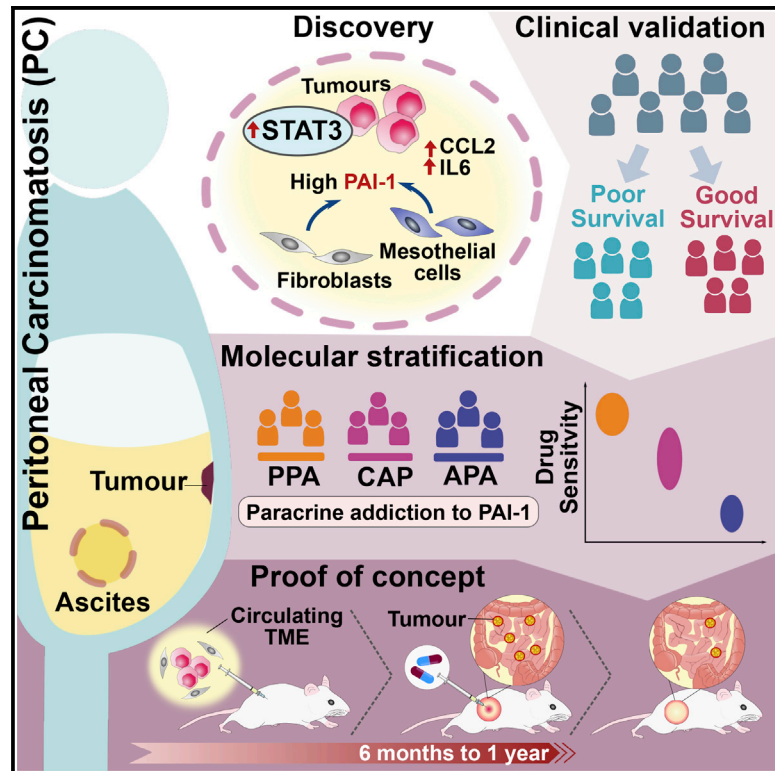 Peritoneal Carcinomatosis (PC)
Discovery
Tumours
↑STAT3
↑CCL2
↑IL6
High PAI-1
Fibroblasts
Mesothelial
cells
Clinical validation
Poor
Survival
Good
Survival
Molecular stratification
PPA
CAP
APA
Paracrine addiction to PAI-1
Drug
Sensitvity
Tumour
Ascites
Proof of concept
Circulating
TME
Tumour
6 months to 1 year